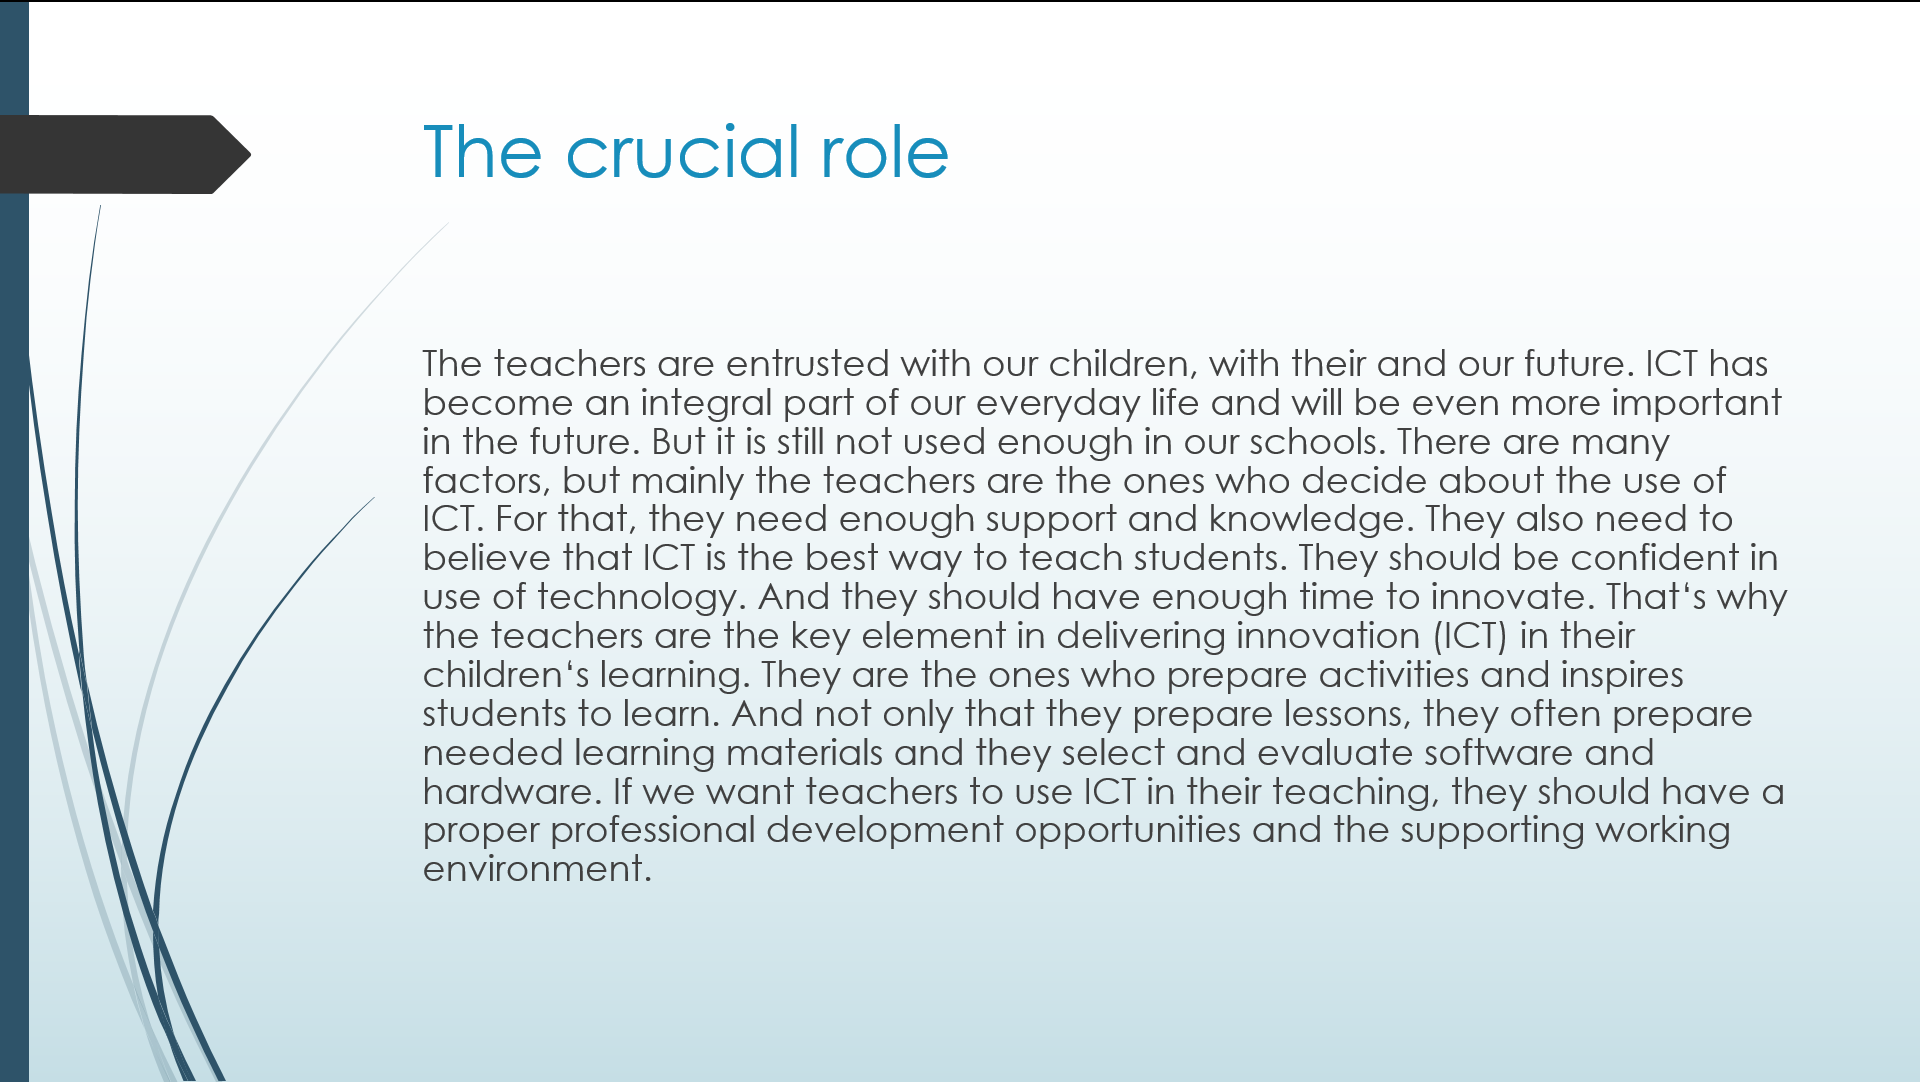 The crucial role
The teachers are entrusted with our children, with their and our future. ICT has
become an integral part of our everyday life and will be even more important
in the future. But it is still not used enough in our schools. There are many
factors, but mainly the teachers are the ones who decide about the use of
ICT. For that, they need enough support and knowledge. They also need to
believe that ICT is the best way to teach students. They should be confident in
use of technology. And they should have enough time to innovate. That‘s why
the teachers are the key element in delivering innovation (ICT) in their
children‘s learning. They are the ones who prepare activities and inspires
students to learn. And not only that they prepare lessons, they often prepare
needed learning materials and they select and evaluate software and
hardware. If we want teachers to use ICT in their teaching, they should have a
proper professional development opportunities and the supporting working
environment.